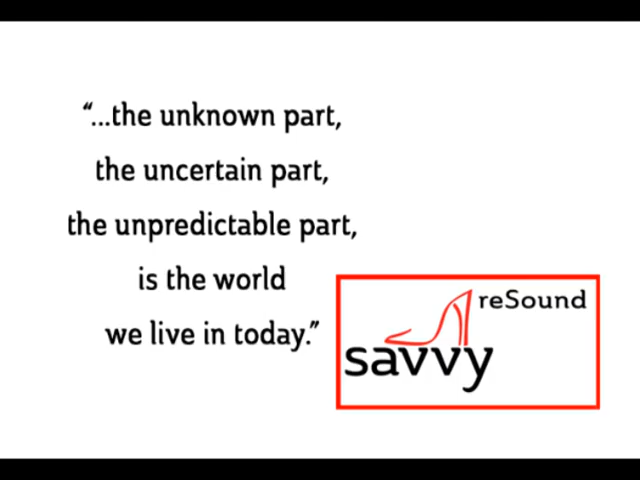 “...the unknown part,
the uncertain part,
the unpredictable part,
is the world
we live in today.”
reSound
savvy